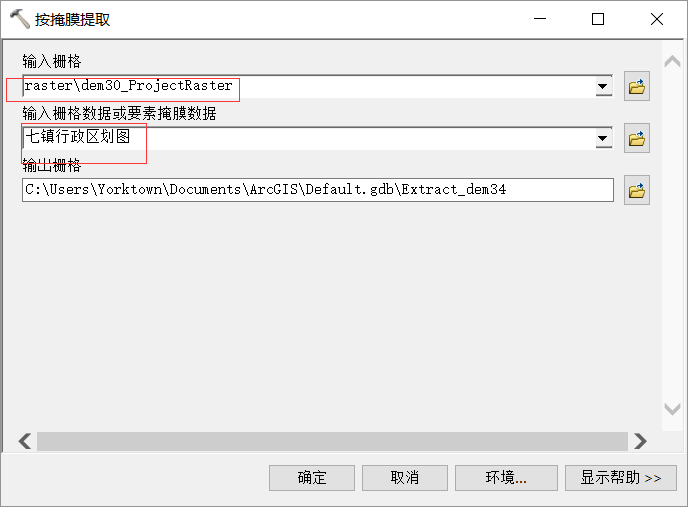 按掩膜提取
输入栅格
raster\dem30_ProjectRaster
输入栅格数据或要素掩膜数据
七镇行政区划图
输出栅格
C:\Users\Yorktown\Documents\ArcGIS\Default.gdb\Extract_dem34
确定 取消 环境... 显示帮助 >>